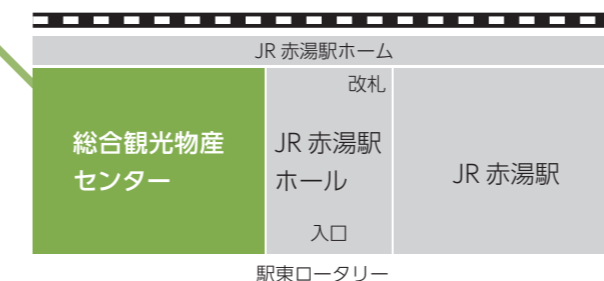 JR 赤湯駅ホーム
改札
総合観光物産
センター
JR 赤湯駅
ホール
JR 赤湯駅
入口
駅東ロータリー